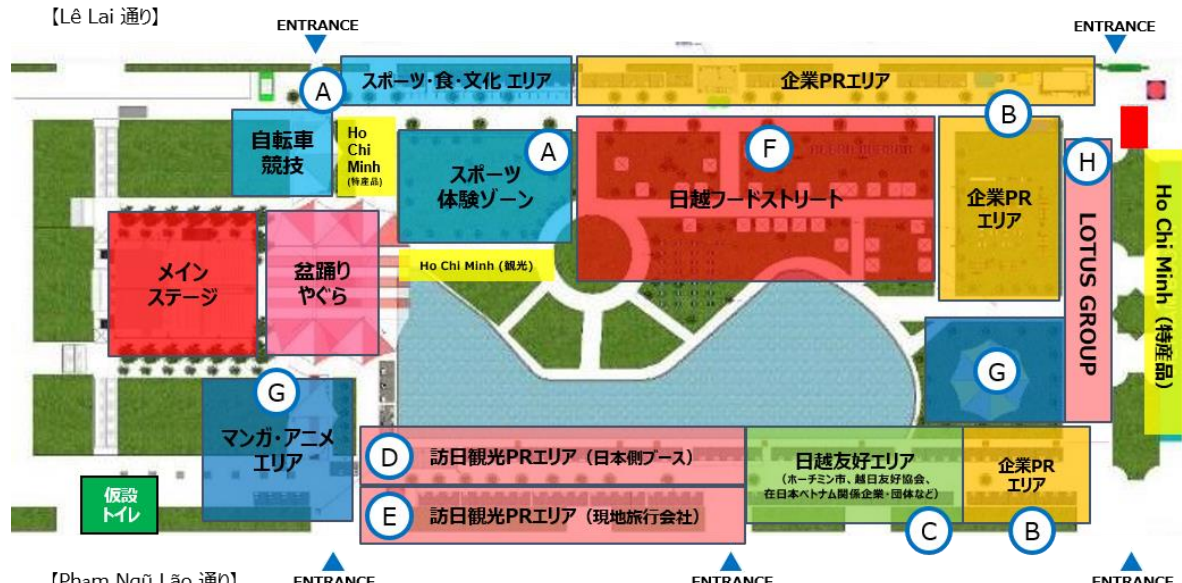 【Lê Lai 通り】
ENTRANCE
ENTRANCE
A
スポーツ・食・文化 エリア
企業PRエリア
B
自転車
競技
Ho
Chi
Minh
(特産品)
スポーツ
体験ゾーン
A
F
日越フードストリート
企業PR
エリア
H
LOTUS GROUP
Ho Chi Minh（特産品）
メイン
ステージ
盆踊り
やぐら
Ho Chi Minh (観光)
G
G
マンガ・アニメ
エリア
D
訪日観光PRエリア（日本側ブース）
E
訪日観光PRエリア（現地旅行会社）
日越友好エリア
（ホーチミン市、越日友好協会、
在日本ベトナム関係企業・団体など）
C
企業PR
エリア
B
仮設
トイレ
【Phạm Ngũ Lão 通り】
ENTRANCE
ENTRANCE
ENTRANCE